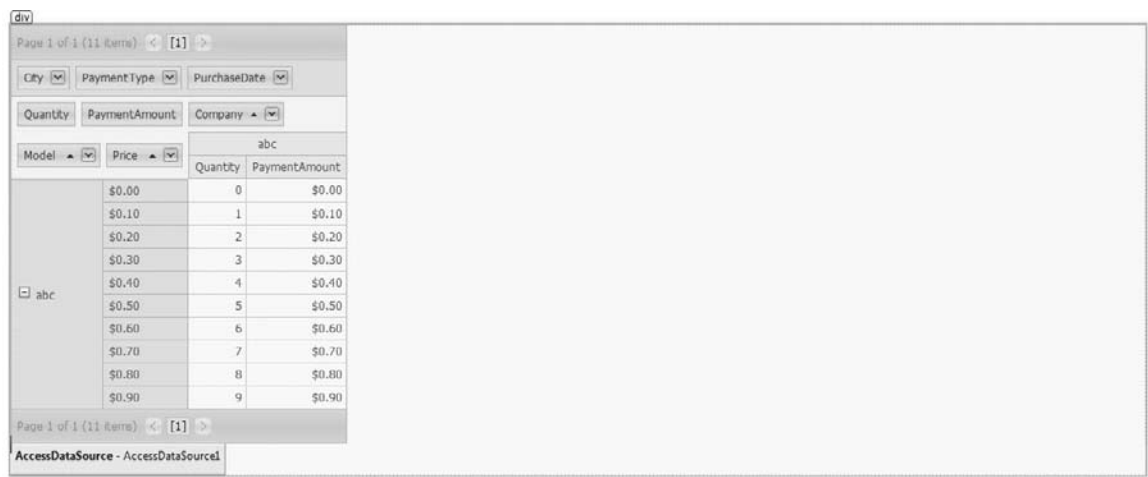 div
Page 1 of 1 (11 items) < [1] >
City PaymentType PurchaseDate
Quantity PaymentAmount Company
Model Price abc
Quantity PaymentAmount
$0.00 0 $0.00
$0.10 1 $0.10
$0.20 2 $0.20
$0.30 3 $0.30
$0.40 4 $0.40
abc
$0.50 5 $0.50
$0.60 6 $0.60
$0.70 7 $0.70
$0.80 8 $0.80
$0.90 9 $0.90
Page 1 of 1 (11 items) < [1] >
AccessDataSource - AccessDataSource1